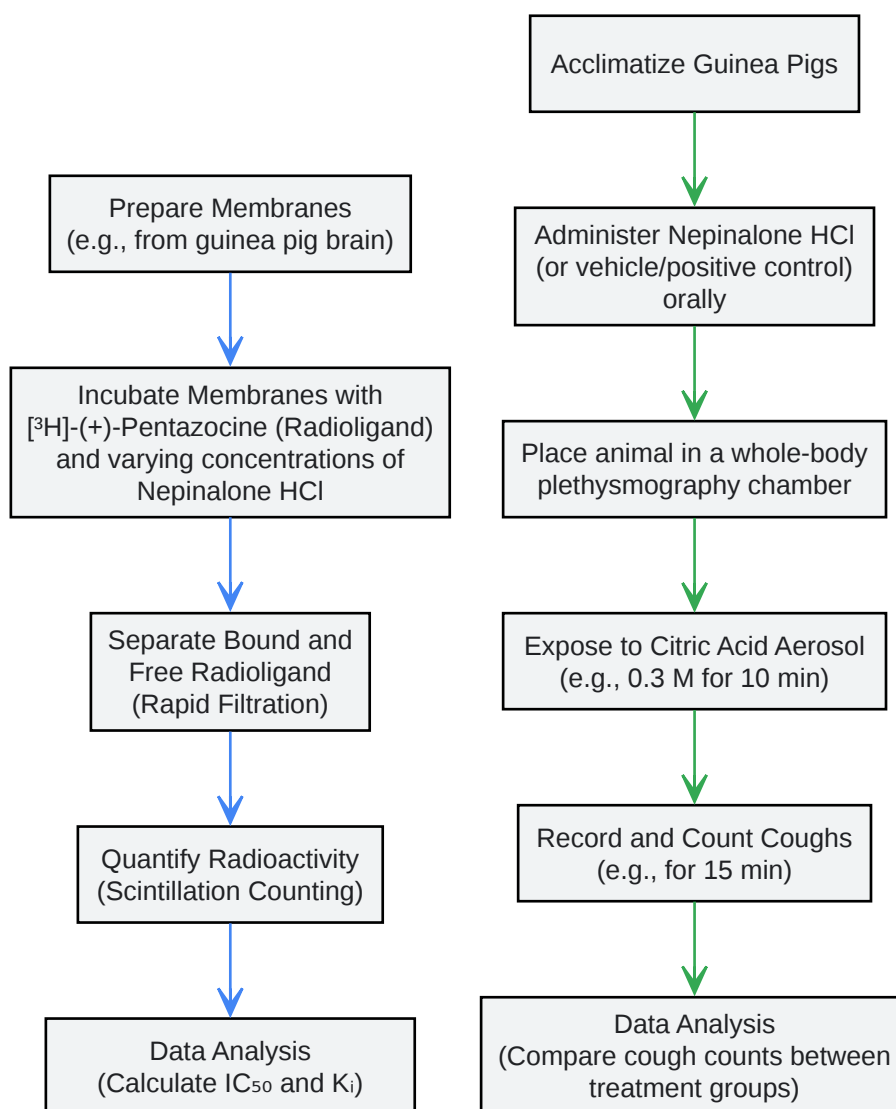 Prepare Membranes
(e.g., from guinea pig brain)
Incubate Membranes with
[³H]-(+)-Pentazocine (Radioligand)
and varying concentrations of
Nepinalone HCl
Separate Bound and
Free Radioligand
(Rapid Filtration)
Quantify Radioactivity
(Scintillation Counting)
Data Analysis
(Calculate IC₅₀ and Kᵢ)
Acclimatize Guinea Pigs
Administer Nepinalone HCl
(or vehicle/positive control)
orally
Place animal in a whole-body
plethysmography chamber
Expose to Citric Acid Aerosol
(e.g., 0.3 M for 10 min)
Record and Count Coughs
(e.g., for 15 min)
Data Analysis
(Compare cough counts between
treatment groups)